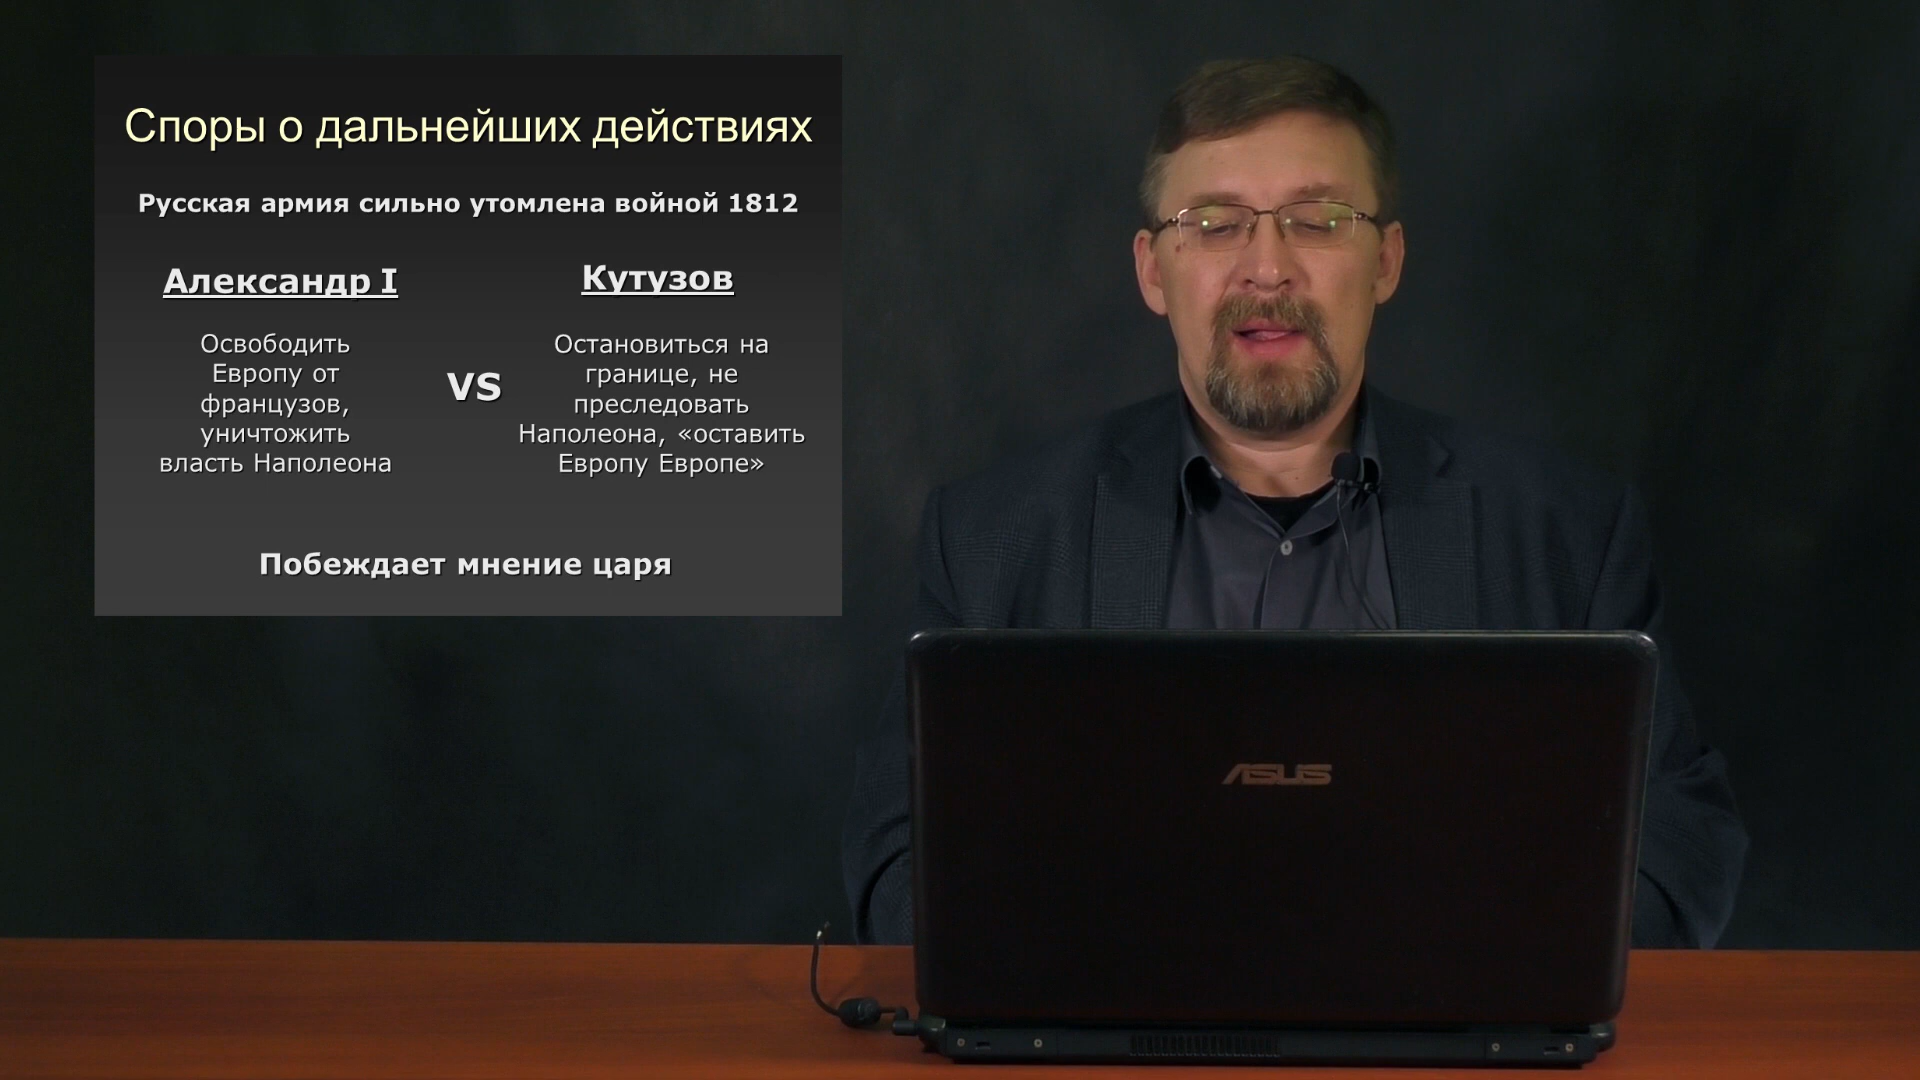 Споры о дальнейших действиях
Русская армия сильно утомлена войной 1812
Александр I
Освободить
Европу от
французов,
уничтожить
власть Наполеона
VS
Кутузов
Остановиться на
границе, не
преследовать
Наполеона, «оставить
Европу Европе»
Побеждает мнение царя
ASUS